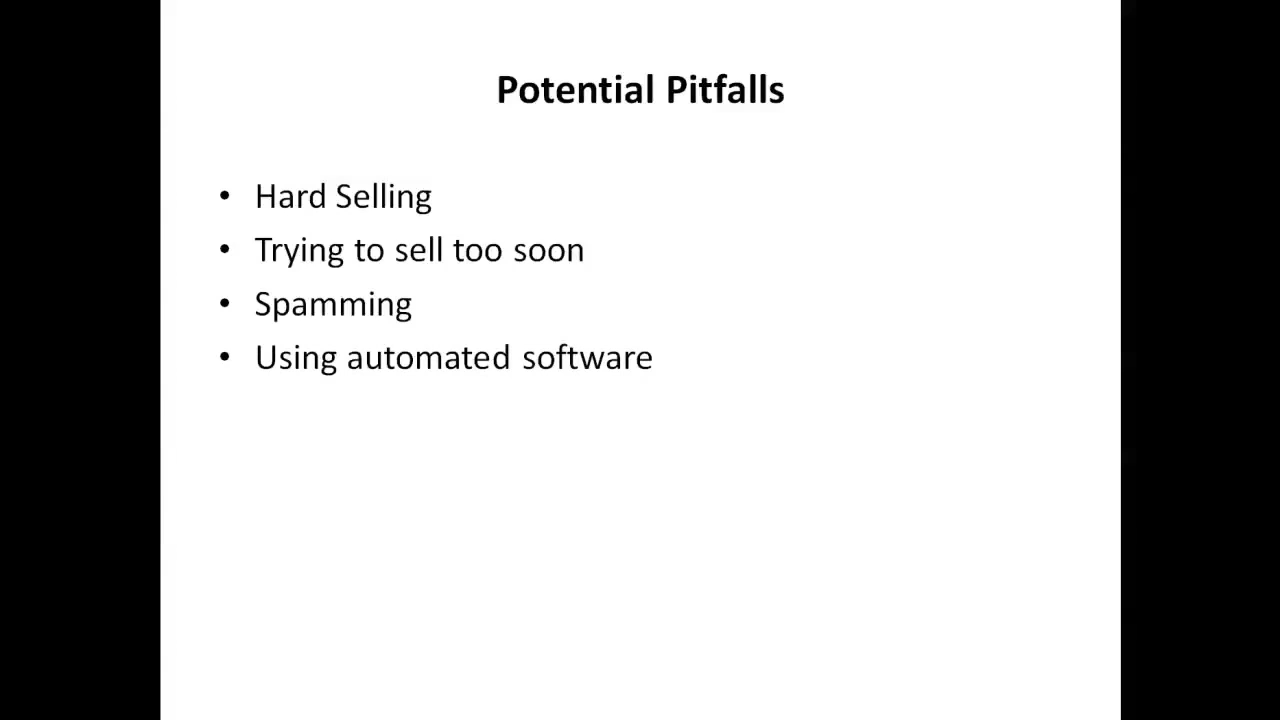 Potential Pitfalls
• Hard Selling
• Trying to sell too soon
• Spamming
• Using automated software